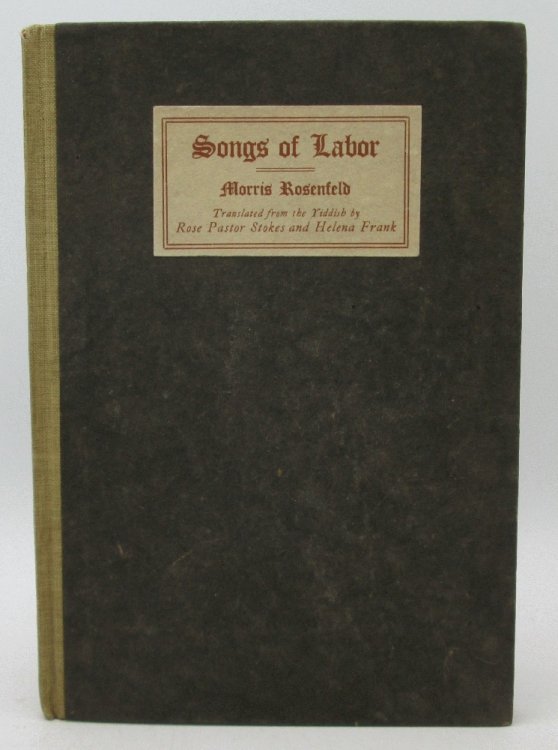 Songs of Labor
Morris Rosenfeld
Translated from the Yiddish by
Rose Pastor Stokes and Helena Frank